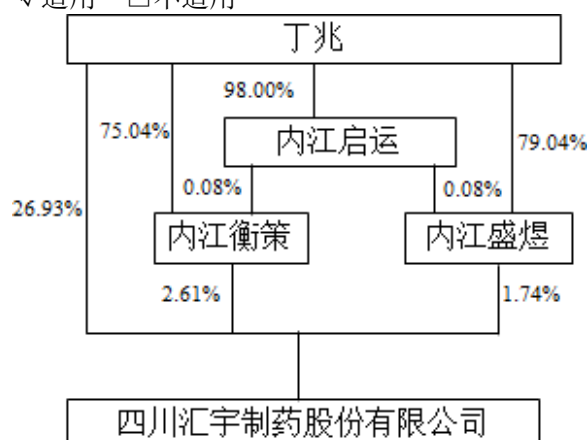 √适用 □不适用
丁兆
98.00%
75.04%
内江启运
79.04%
0.08%
0.08%
26.93%
内江衡策
内江盛煜
2.61%
1.74%
四川汇宇制药股份有限公司